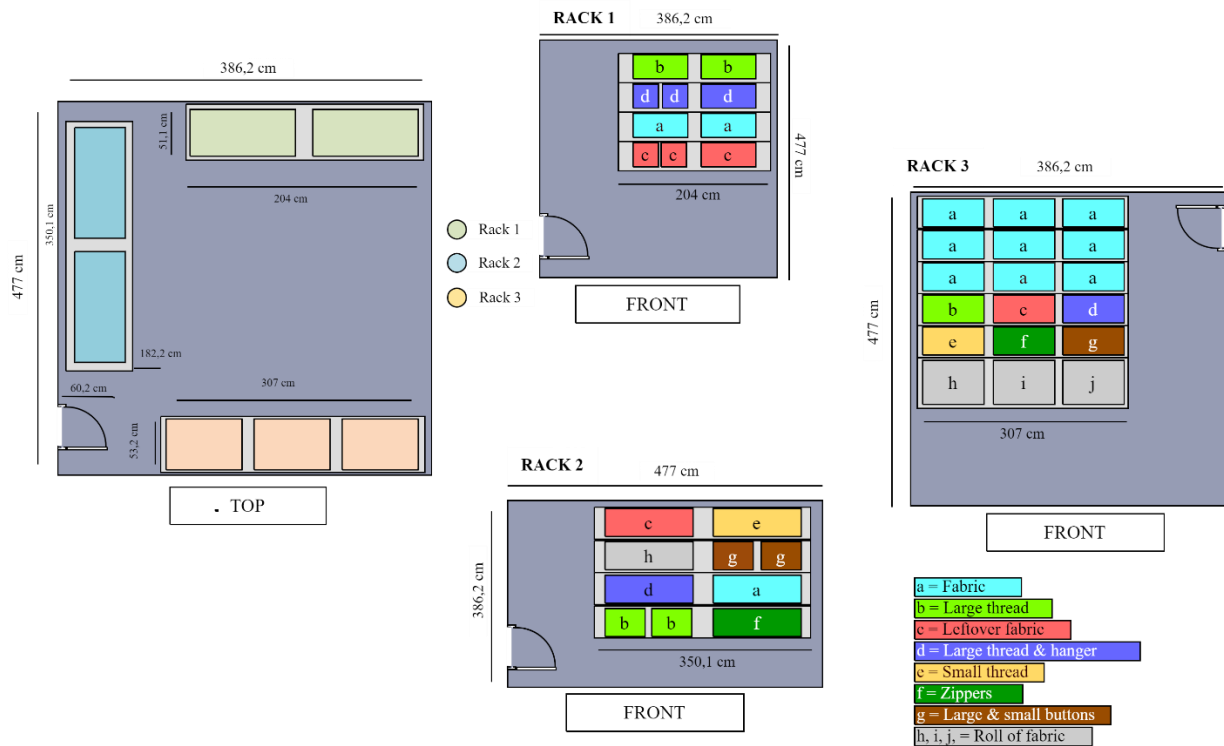 386,2 cm
477 cm
350,1 cm
51,1 cm
204 cm
182,2 cm
60,2 cm
307 cm
53,2 cm
. TOP
Rack 1
Rack 2
Rack 3
RACK 1
386,2 cm
b b
d d d
a a
c c c
204 cm
477 cm
FRONT
RACK 2
477 cm
386,2 cm
c e
h g g
d a
b b f
350,1 cm
FRONT
RACK 3
386,2 cm
477 cm
a a a
a a a
a a a
b c d
e f g
h i j
307 cm
FRONT
a = Fabric
b = Large thread
c = Leftover fabric
d = Large thread & hanger
e = Small thread
f = Zippers
g = Large & small buttons
h, i, j, = Roll of fabric